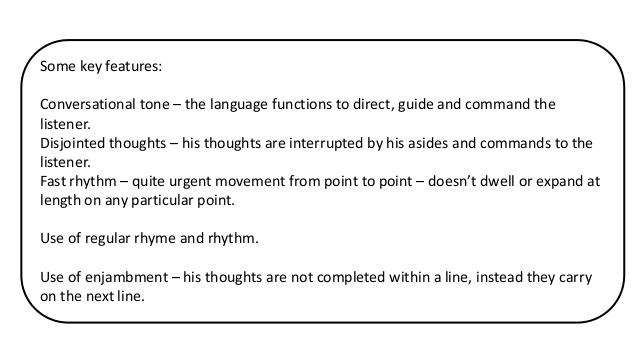 Some key features:
Conversational tone – the language functions to direct, guide and command the
listener.
Disjointed thoughts – his thoughts are interrupted by his asides and commands to the
listener.
Fast rhythm – quite urgent movement from point to point – doesn’t dwell or expand at
length on any particular point.
Use of regular rhyme and rhythm.
Use of enjambment – his thoughts are not completed within a line, instead they carry
on the next line.